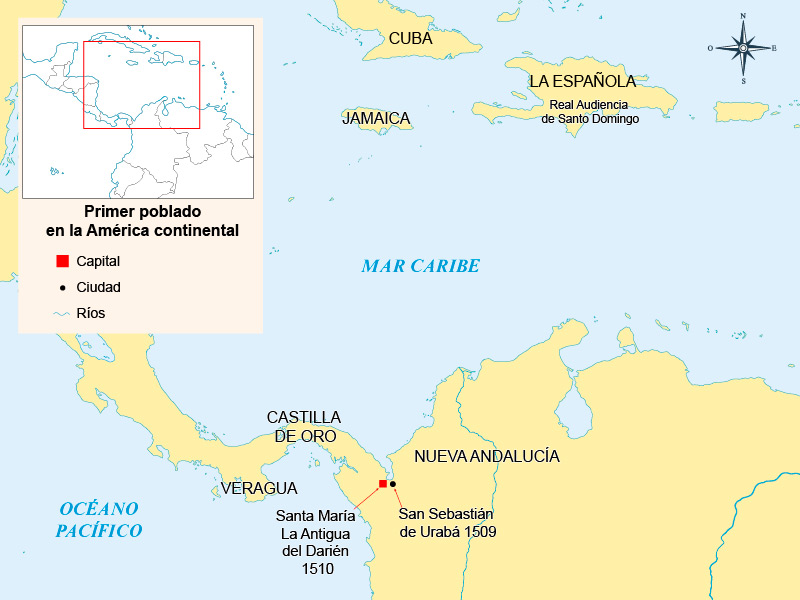 CUBA
N
O
E
S
LA ESPAÑOLA
Real Audiencia
de Santo Domingo
JAMAICA
Primer poblado
en la América continental
Capital
Ciudad
Ríos
MAR CARIBE
CASTILLA
DE ORO
NUEVA ANDALUCÍA
VERAGUA
OCÉANO
PACÍFICO
Santa María
La Antigua
del Darién
1510
San Sebastián
de Urabá 1509